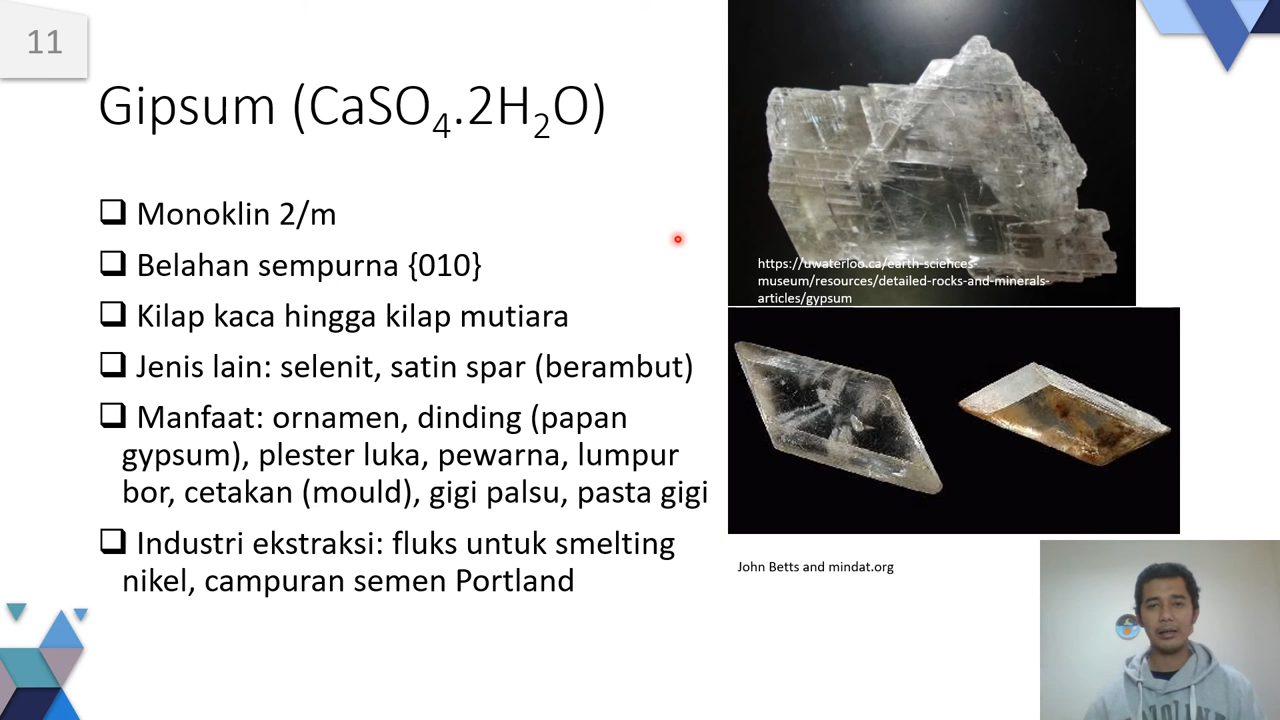 11
Gipsum (CaSO₄.2H₂O)
❑ Monoklin 2/m
❑ Belahan sempurna {010}
❑ Kilap kaca hingga kilap mutiara
❑ Jenis lain: selenit, satin spar (berambut)
❑ Manfaat: ornamen, dinding (papan
gypsum), plester luka, pewarna, lumpur
bor, cetakan (mould), gigi palsu, pasta gigi
❑ Industri ekstraksi: fluks untuk smelting
nikel, campuran semen Portland
https://uwaterloo.ca/earth-sciences-
museum/resources/detailed-rocks-and-minerals-
articles/gypsum
John Betts and mindat.org